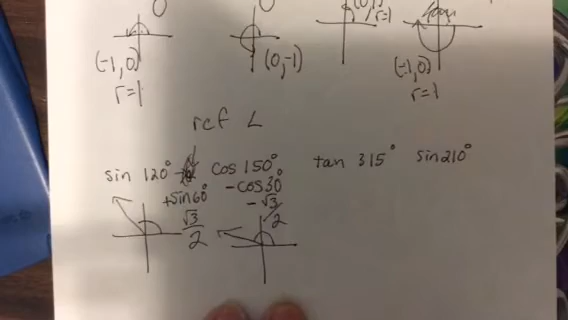 0
0
r=1
(-1,0)
(0,-1)
(-1,0)
r=1
r=1
ref ∠
sin 120°
cos 150°
tan 315°
sin 210°
+sin 60°
-cos 30°
√3/2
-√3/2